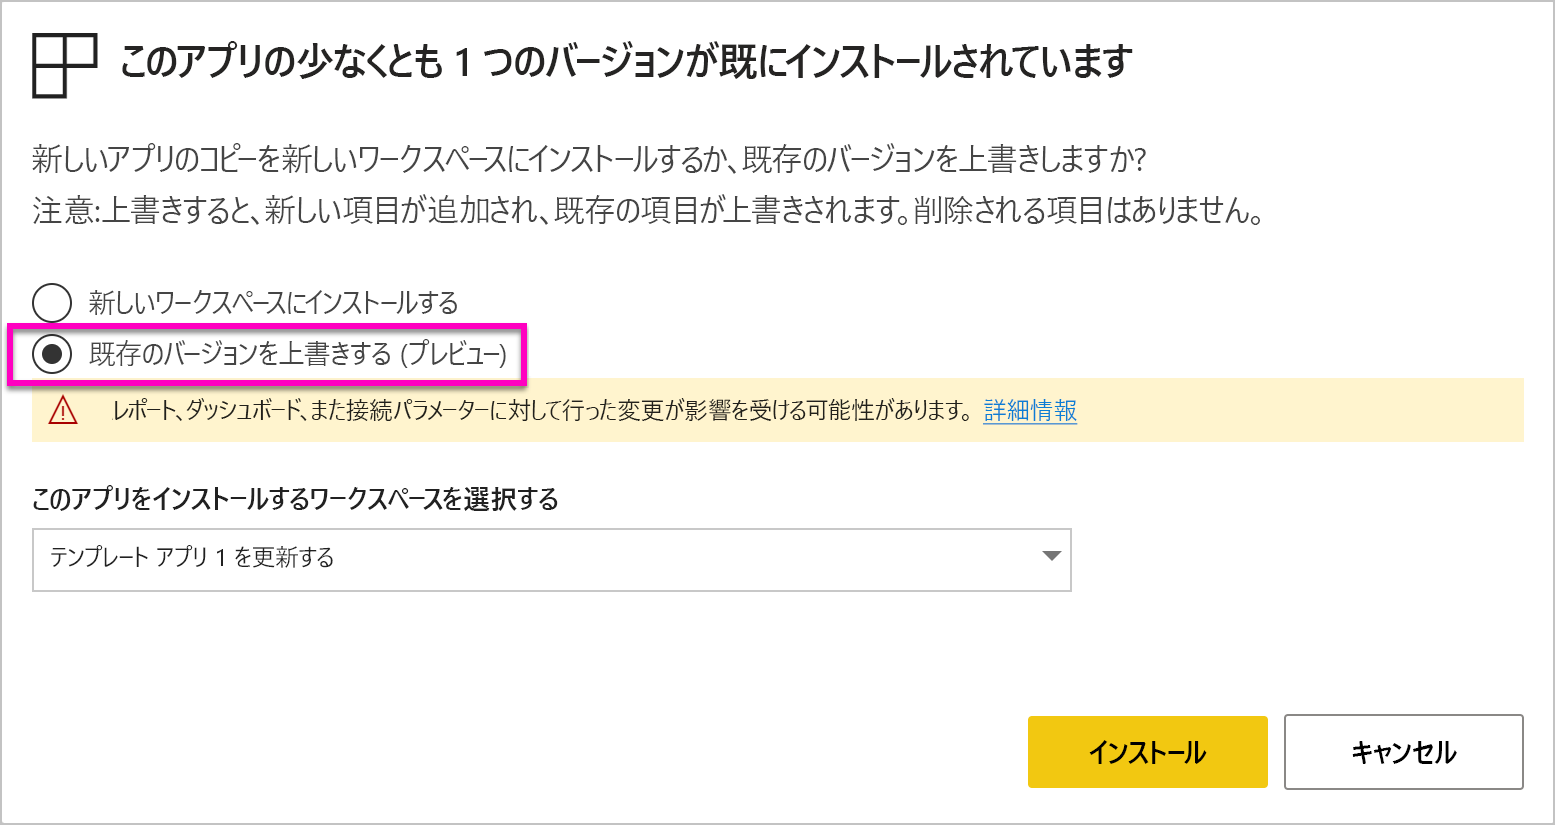 このアプリの少なくとも 1 つのバージョンが既にインストールされています
新しいアプリのコピーを新しいワークスペースにインストールするか、既存のバージョンを上書きしますか?
注意:上書きすると、新しい項目が追加され、既存の項目が上書きされます。削除される項目はありません。
新しいワークスペースにインストールする
既存のバージョンを上書きする (プレビュー)
レポート、ダッシュボード、また接続パラメーターに対して行った変更が影響を受ける可能性があります。 詳細情報
このアプリをインストールするワークスペースを選択する
テンプレート アプリ 1 を更新する
インストール
キャンセル